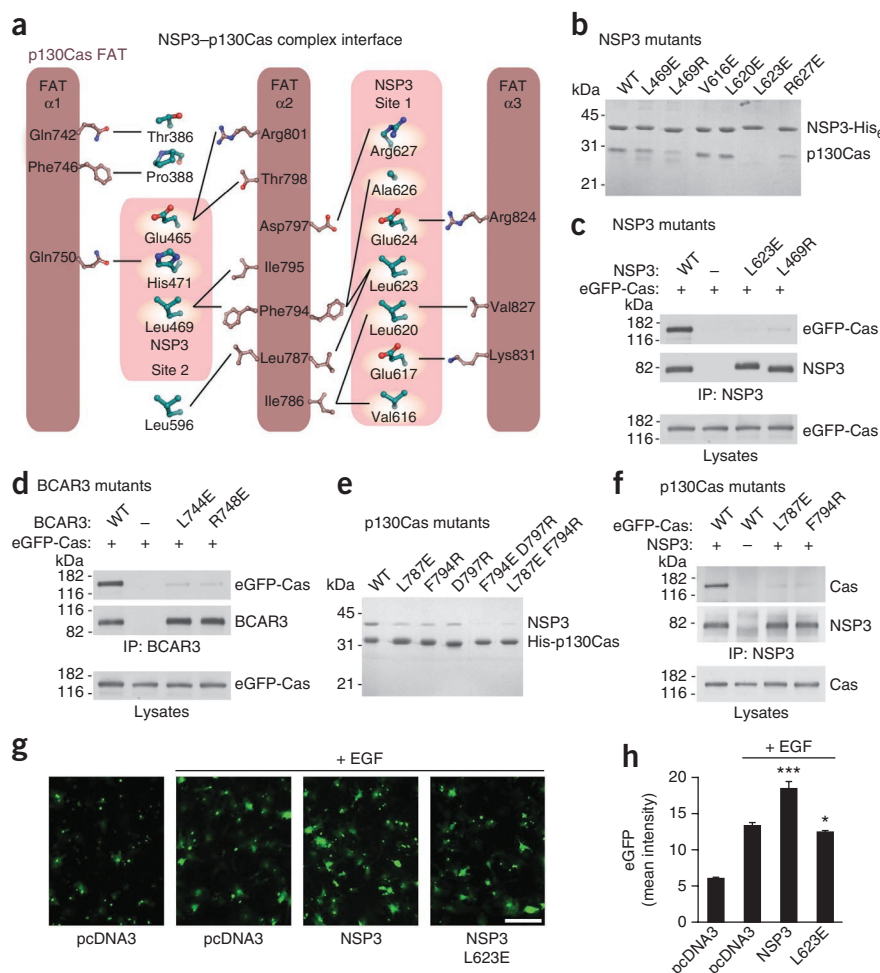 a
NSP3–p130Cas complex interface
p130Cas FAT
FAT α1
FAT α2
NSP3 Site 1
FAT α3
Gln742
Thr386
Arg801
Phe746
Pro388
Arg627
Thr798
Ala626
Glu465
Asp797
Glu624
Arg824
Gln750
His471
Ile795
Leu623
Leu469
Phe794
Leu620
Val827
NSP3
Site 2
Leu787
Glu617
Lys831
Leu596
Ile786
Val616
b
NSP3 mutants
WT L469E L469R V616E L620E L623E R627E
kDa
45
NSP3-His6
31
p130Cas
21
c
NSP3 mutants
NSP3: WT – L623E L469R
eGFP-Cas: + + + +
kDa
182
116
eGFP-Cas
82
NSP3
IP: NSP3
182
116
eGFP-Cas
Lysates
d
BCAR3 mutants
BCAR3: WT – L744E R748E
eGFP-Cas: + + + +
kDa
182
116
eGFP-Cas
116
82
BCAR3
IP: BCAR3
182
116
eGFP-Cas
Lysates
e
p130Cas mutants
WT L787E F794R D797R F794E D797R L787E F794R
kDa
45
NSP3
31
His-p130Cas
21
f
p130Cas mutants
eGFP-Cas: WT WT L787E F794R
NSP3: + – + +
kDa
182
116
Cas
82
NSP3
IP: NSP3
182
116
Cas
Lysates
g
+ EGF
pcDNA3
pcDNA3
NSP3
NSP3
L623E
h
+ EGF
eGFP
(mean intensity)
20
15
10
5
0
***
*
pcDNA3
pcDNA3
NSP3
L623E